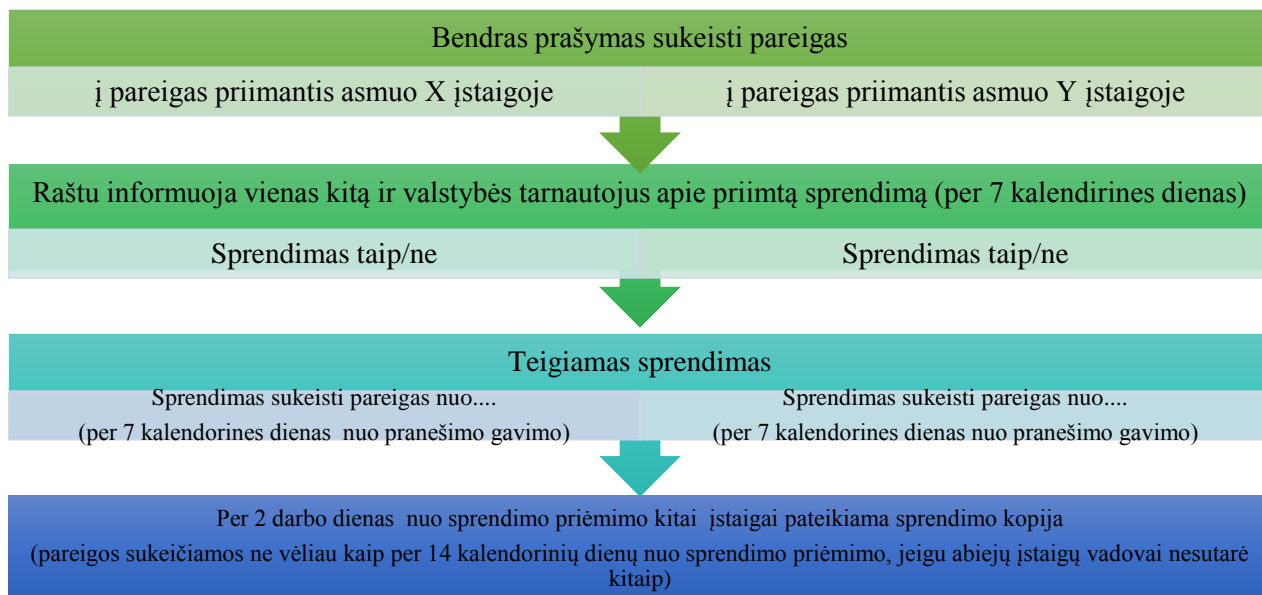 Bendras prašymas sukeisti pareigas
į pareigas priimantis asmuo X įstaigoje
į pareigas priimantis asmuo Y įstaigoje
Raštu informuoja vienas kitą ir valstybės tarnautojus apie priimtą sprendimą (per 7 kalendirines dienas)
Sprendimas taip/ne
Sprendimas taip/ne
Teigiamas sprendimas
Sprendimas sukeisti pareigas nuo....
(per 7 kalendorines dienas nuo pranešimo gavimo)
Sprendimas sukeisti pareigas nuo....
(per 7 kalendorines dienas nuo pranešimo gavimo)
Per 2 darbo dienas nuo sprendimo priėmimo kitai įstaigai pateikiama sprendimo kopija
(pareigos sukeičiamos ne vėliau kaip per 14 kalendorinių dienų nuo sprendimo priėmimo, jeigu abiejų įstaigų vadovai nesutarė
kitaip)